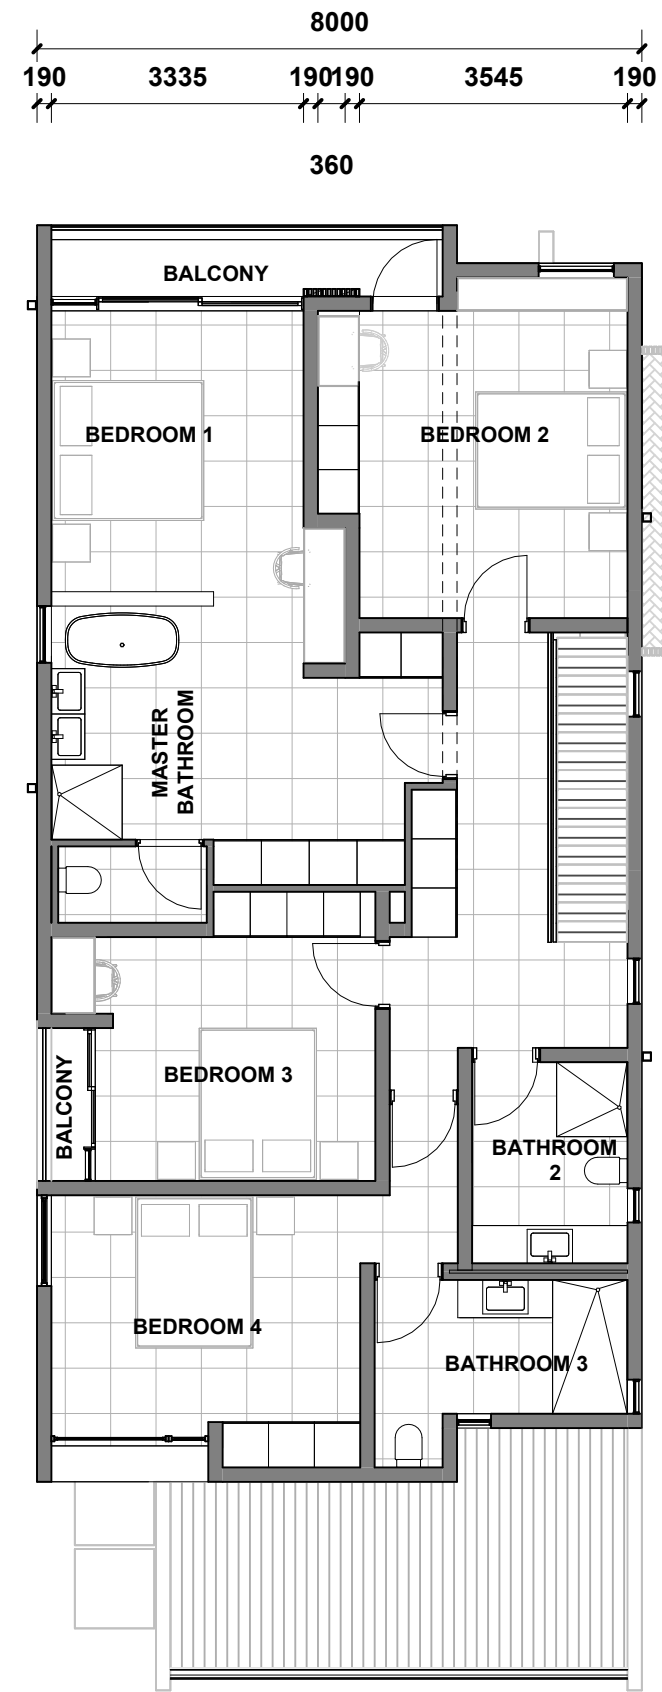 8000
190 3335 190190 3545 190
360
BALCONY
BEDROOM 1
BEDROOM 2
MASTER
BATHROOM
BEDROOM 3
BALCONY
BATHROOM
2
BEDROOM 4
BATHROOM 3